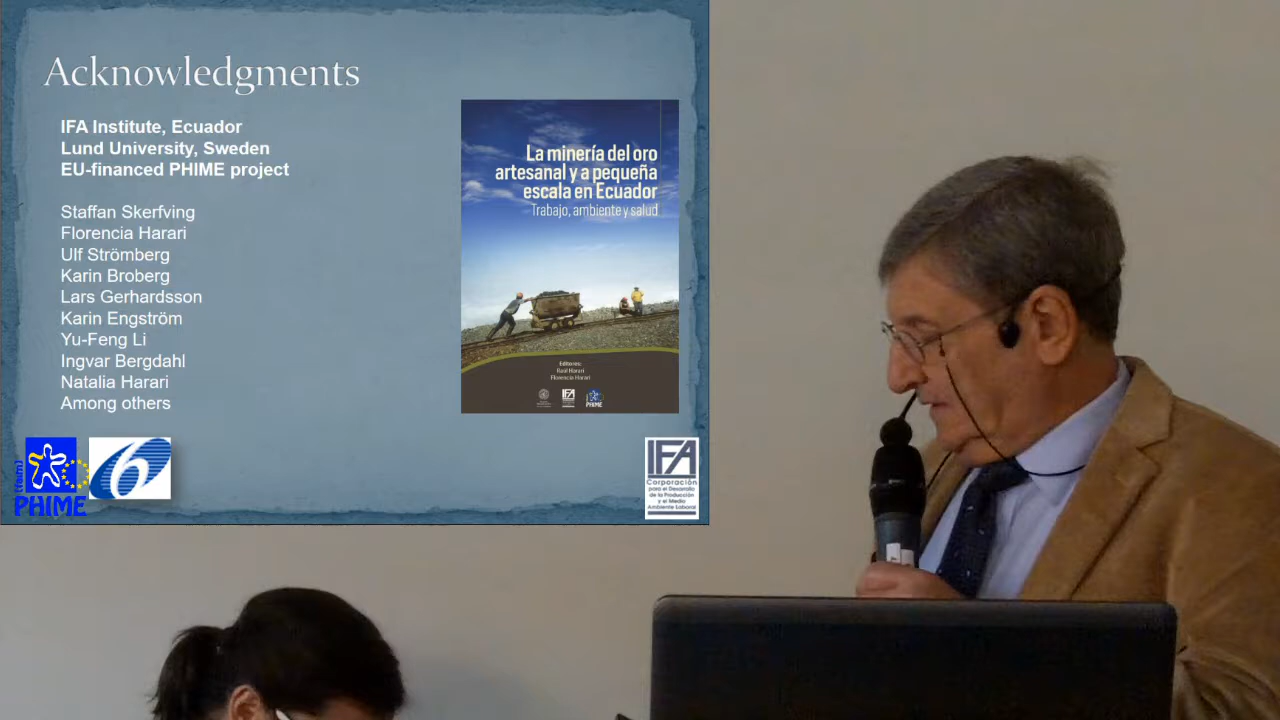 Acknowledgments
IFA Institute, Ecuador
Lund University, Sweden
EU-financed PHIME project
Staffan Skerfving
Florencia Harari
Ulf Strömberg
Karin Broberg
Lars Gerhardsson
Karin Engström
Yu-Feng Li
Ingvar Bergdahl
Natalia Harari
Among others
La minería del oro
artesanal y a pequeña
escala en Ecuador
Trabajo, ambiente y salud
Editores:
Raúl Harari
Florencia Harari
IFA
PHIME
PHIME
6
IFA
Corporación
para el Desarrollo
de la Producción
y el Medio
Ambiente Laboral